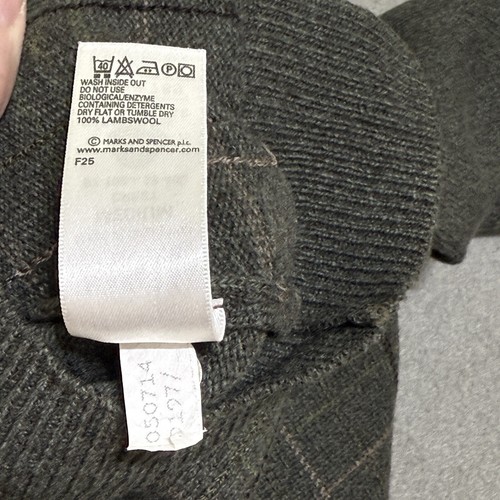 40
P
WASH INSIDE OUT
DO NOT USE
BIOLOGICAL/ENZYME
CONTAINING DETERGENTS
DRY FLAT OR TUMBLE DRY
100% LAMBSWOOL
© MARKS AND SPENCER p.l.c.
www.marksandspencer.com
F25
050714